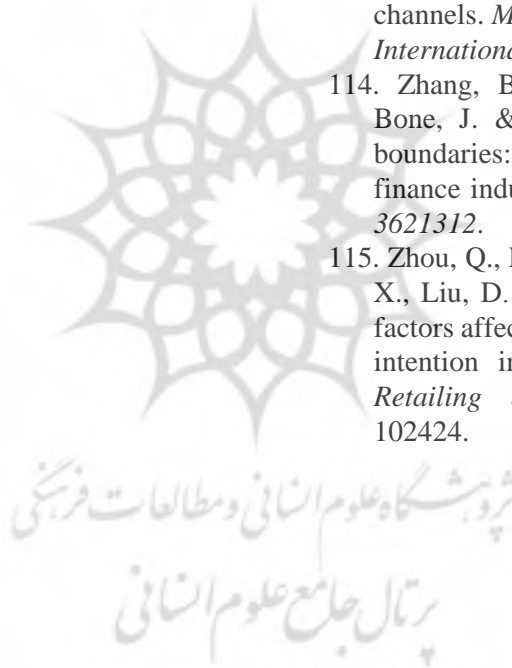 channels. M
Internationa
114. Zhang, B
Bone, J. &
boundaries:
finance indu
3621312.
115. Zhou, Q.,
X., Liu, D.
factors affec
intention in
Retailing
102424.
پژوهشگاه علوم انسانی و مطالعات فرهنگی
پرتال جامع علوم انسانی